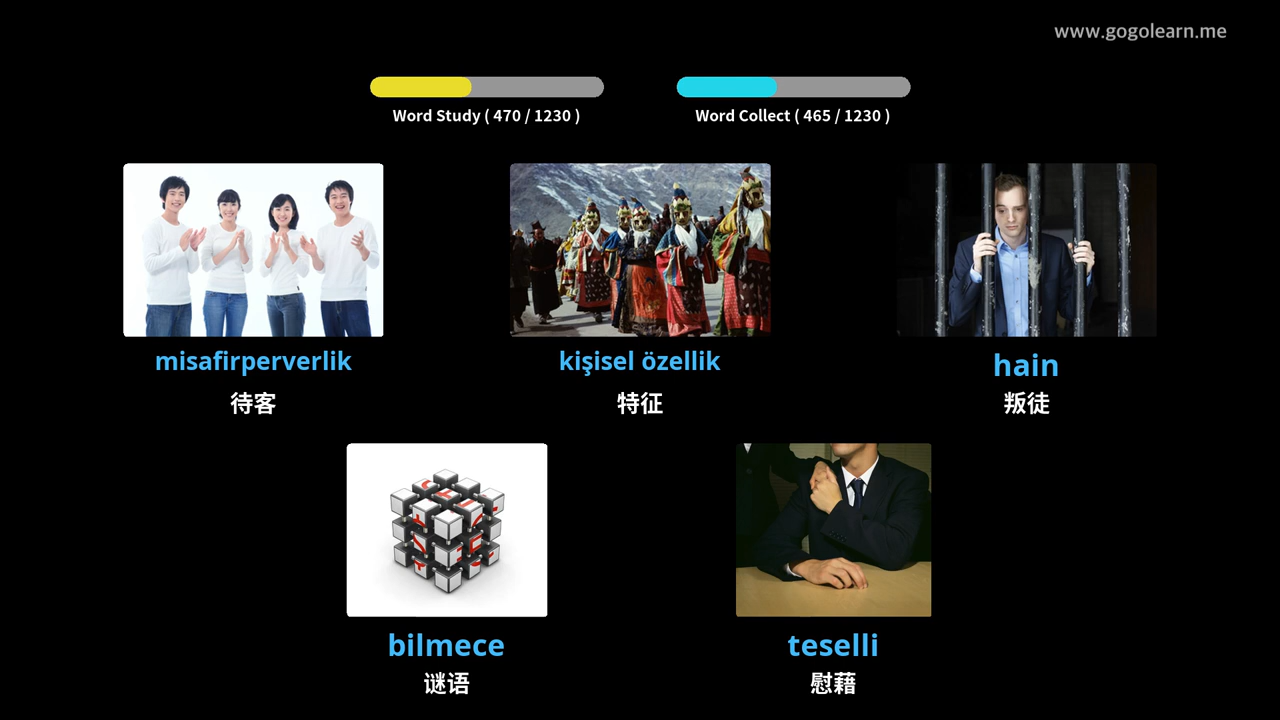 www.gogolearn.me
Word Study ( 470 / 1230 )
Word Collect ( 465 / 1230 )
misafirperverlik
待客
kişisel özellik
特征
hain
叛徒
bilmece
谜语
teselli
慰藉